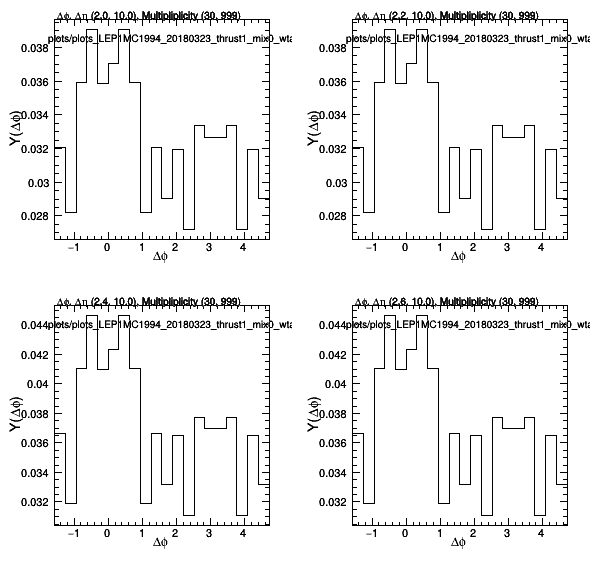 Δϕ, Δη (2.0, 10.0), Multipliplicity (30, 999)
plots/plots_LEP1MC1994_20180323_thrust1_mix0_wta
Y(Δϕ)
0.038
0.036
0.034
0.032
0.03
0.028
−1 0 1 2 3 4
Δϕ
Δϕ, Δη (2.2, 10.0), Multipliplicity (30, 999)
plots/plots_LEP1MC1994_20180323_thrust1_mix0_wta
Y(Δϕ)
0.038
0.036
0.034
0.032
0.03
0.028
−1 0 1 2 3 4
Δϕ
Δϕ, Δη (2.4, 10.0), Multipliplicity (30, 999)
plots/plots_LEP1MC1994_20180323_thrust1_mix0_wta
Y(Δϕ)
0.044
0.042
0.04
0.038
0.036
0.034
0.032
−1 0 1 2 3 4
Δϕ
Δϕ, Δη (2.6, 10.0), Multipliplicity (30, 999)
plots/plots_LEP1MC1994_20180323_thrust1_mix0_wta
Y(Δϕ)
0.044
0.042
0.04
0.038
0.036
0.034
0.032
−1 0 1 2 3 4
Δϕ